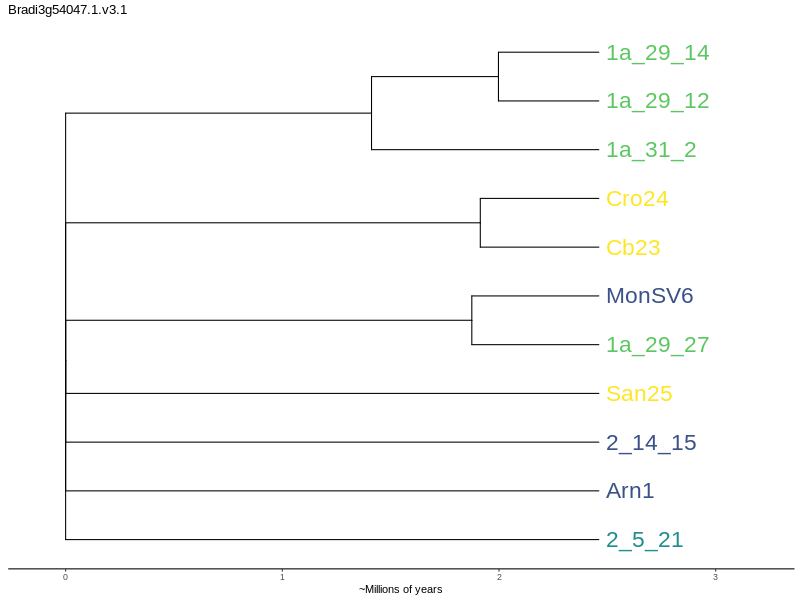 Bradi3g54047.1.v3.1
1a_29_14
1a_29_12
1a_31_2
Cro24
Cb23
MonSV6
1a_29_27
San25
2_14_15
Arn1
2_5_21
0 1 2 3
~Millions of years